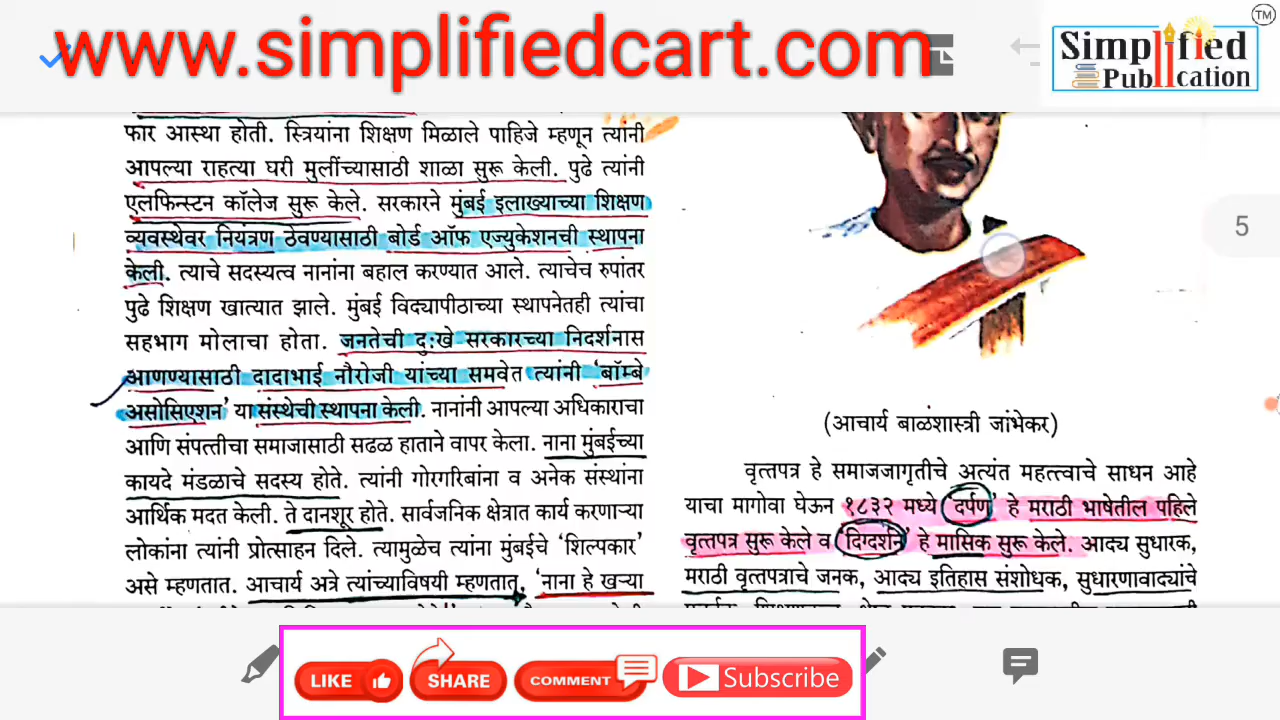 www.simplifiedcart.com
TM
Simplified
Publication
फार आस्था होती. स्त्रियांना शिक्षण मिळाले पाहिजे म्हणून त्यांनी
आपल्या राहत्या घरी मुलींच्यासाठी शाळा सुरू केली. पुढे त्यांनी
एलफिन्स्टन कॉलेज सुरू केले. सरकारने मुंबई इलाख्याच्या शिक्षण
व्यवस्थेवर नियंत्रण ठेवण्यासाठी बोर्ड ऑफ एज्युकेशनची स्थापना
केली. त्याचे सदस्यत्व नानांना बहाल करण्यात आले. त्याचेच रुपांतर
पुढे शिक्षण खात्यात झाले. मुंबई विद्यापीठाच्या स्थापनेतही त्यांचा
सहभाग मोलाचा होता. जनतेची दुःखे सरकारच्या निदर्शनास
आणण्यासाठी दादाभाई नौरोजी यांच्या समवेत त्यांनी 'बॉम्बे
असोसिएशन' या संस्थेची स्थापना केली. नानांनी आपल्या अधिकाराचा
आणि संपत्तीचा समाजासाठी सढळ हाताने वापर केला. नाना मुंबईच्या
कायदे मंडळाचे सदस्य होते. त्यांनी गोरगरिबांना व अनेक संस्थांना
आर्थिक मदत केली. ते दानशूर होते. सार्वजनिक क्षेत्रात कार्य करणाऱ्या
लोकांना त्यांनी प्रोत्साहन दिले. त्यामुळेच त्यांना मुंबईचे 'शिल्पकार'
असे म्हणतात. आचार्य अत्रे त्यांच्याविषयी म्हणतात, 'नाना हे खऱ्या
5
(आचार्य बाळंशास्त्री जांभेकर)
वृत्तपत्र हे समाजजागृतीचे अत्यंत महत्त्वाचे साधन आहे
याचा मागोवा घेऊन १८३२ मध्ये 'दर्पण' हे मराठी भाषेतील पहिले
वृत्तपत्र सुरू केले व 'दिग्दर्शन' हे मासिक सुरू केले. आद्य सुधारक,
मराठी वृत्तपत्राचे जनक, आद्य इतिहास संशोधक, सुधारणावाद्यांचे
LIKE
SHARE
COMMENT
Subscribe